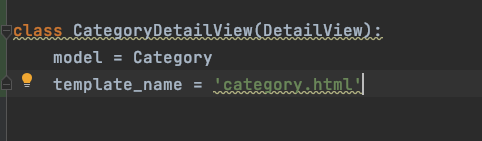 class CategoryDetailView(DetailView):
    model = Category
    template_name = 'category.html'